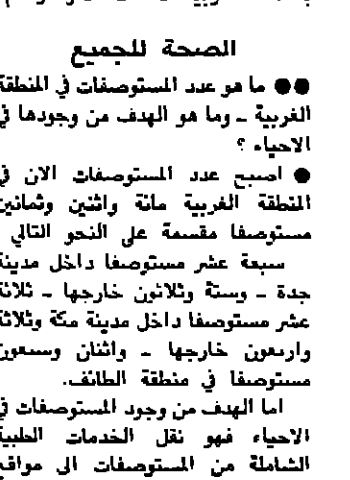 الصحة للجميع
●● ما هو عدد المستوصفات في المنطقة
الغربية ـ وما هو الهدف من وجودها في
الاحياء ؟
● اصبح عدد المستوصفات الان في
المنطقة الغربية مائة واثنين وثمانين
مستوصفا مقسمة على النحو التالي
سبعة عشر مستوصفا داخل مدينة
جدة ـ وستة وثلاثون خارجها ـ ثلاثة
عشر مستوصفا داخل مدينة مكة وثلاثة
واربعون خارجها ـ واثنان وسبعون
مستوصفا في منطقة الطائف.
اما الهدف من وجود المستوصفات في
الاحياء فهو نقل الخدمات الطبية
الشاملة من المستوصفات الى مواقع